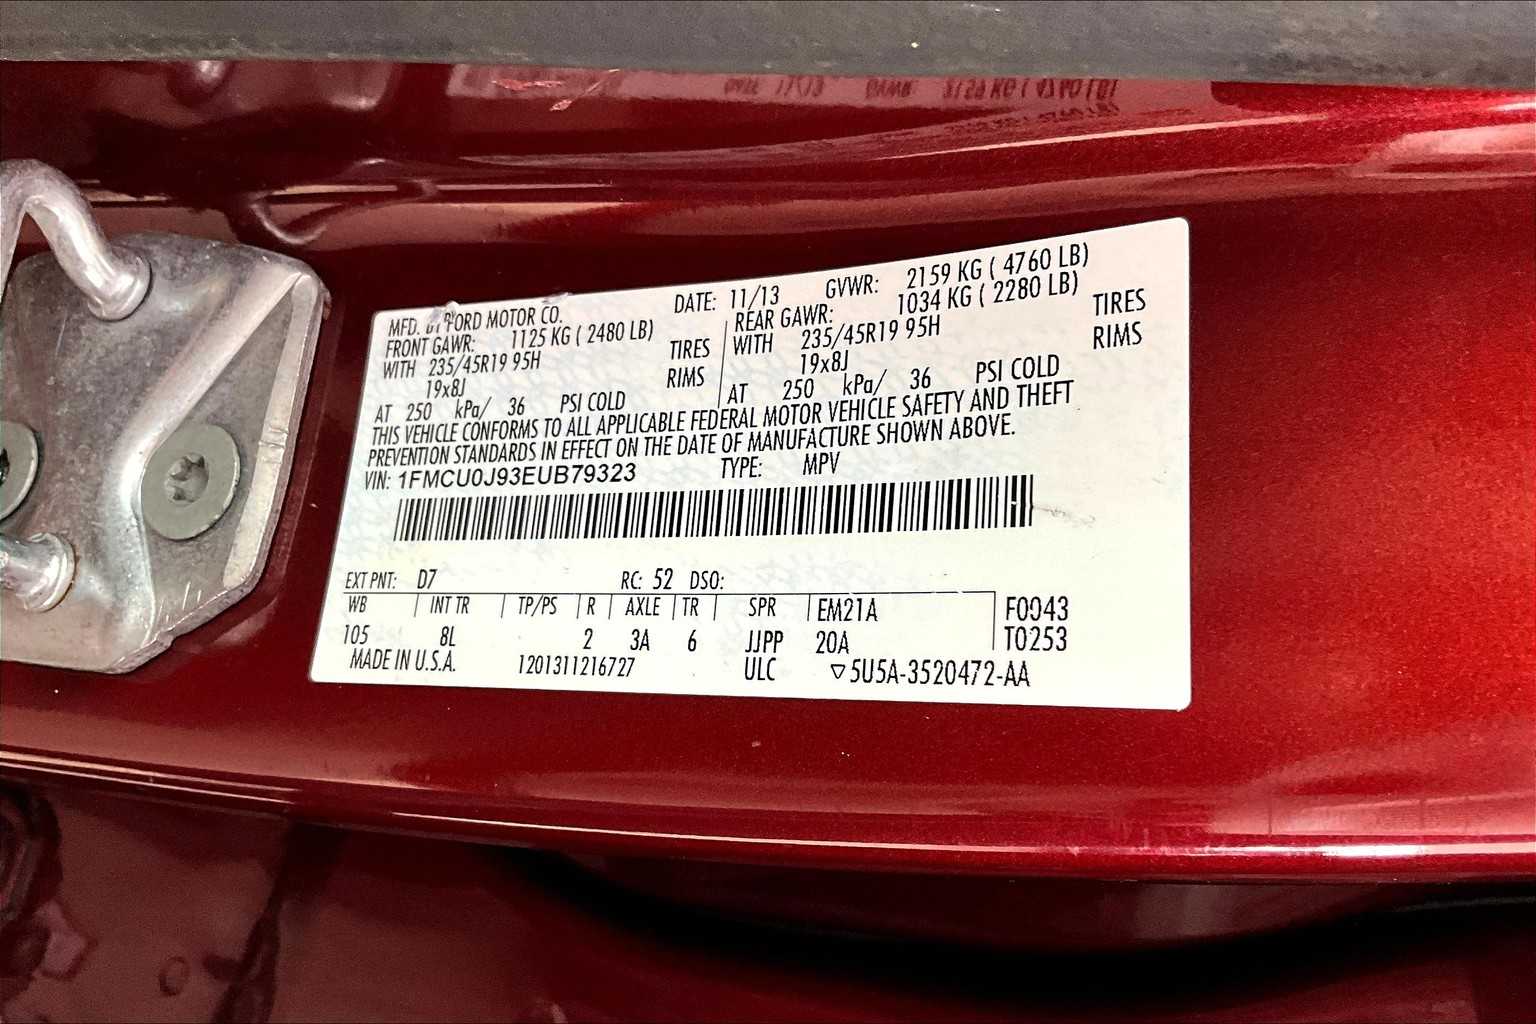 MFD. BY FORD MOTOR CO. DATE: 11/13 GVWR: 2159 KG ( 4760 LB)
FRONT GAWR: 1125 KG ( 2480 LB) REAR GAWR: 1034 KG ( 2280 LB)
WITH 235/45R19 95H TIRES WITH 235/45R19 95H TIRES
19x8J RIMS 19x8J RIMS
AT 250 kPa/ 36 PSI COLD AT 250 kPa/ 36 PSI COLD
THIS VEHICLE CONFORMS TO ALL APPLICABLE FEDERAL MOTOR VEHICLE SAFETY AND THEFT
PREVENTION STANDARDS IN EFFECT ON THE DATE OF MANUFACTURE SHOWN ABOVE.
VIN: 1FMCU0J93EUB79323 TYPE: MPV
EXT PNT: D7 RC: 52 DSO:
WB INT TR TP/PS R AXLE TR SPR EM21A F0043
105 8L 2 3A 6 JJPP 20A T0253
MADE IN U.S.A. 1201311216727 ULC ▽5U5A-3520472-AA